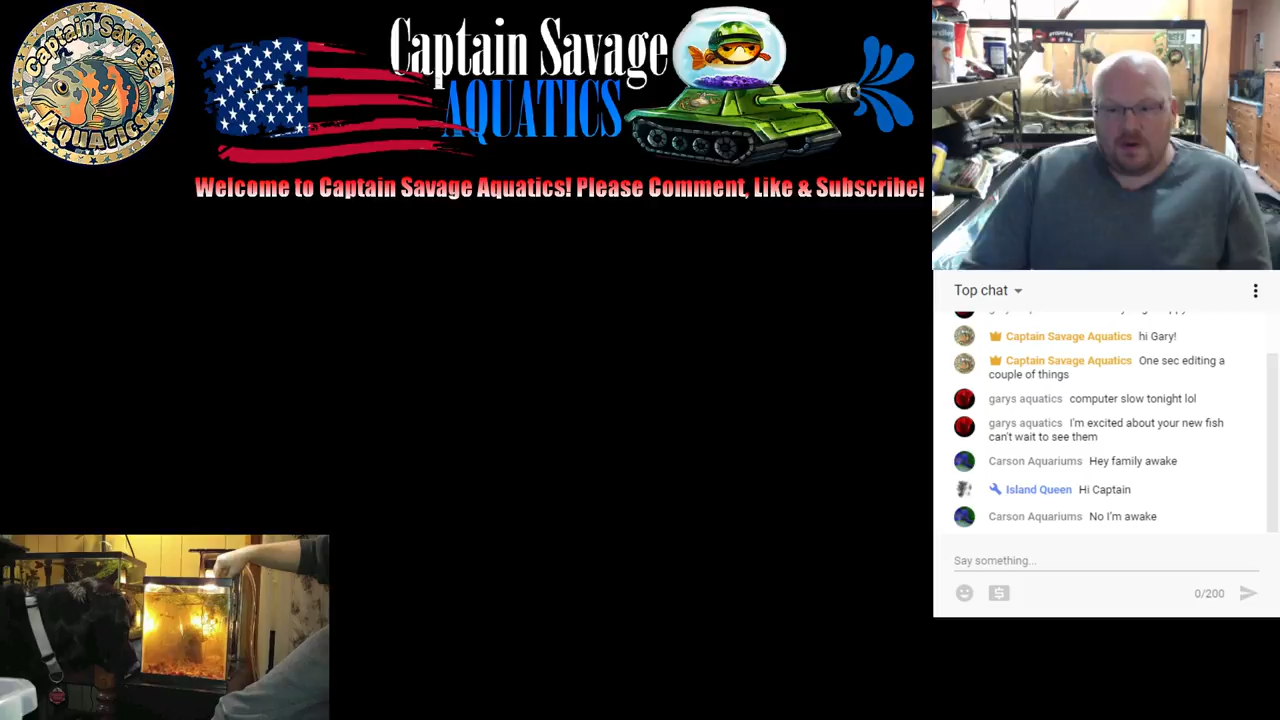 Captain Savage
AQUATICS
Captain Savage
AQUATICS
Welcome to Captain Savage Aquatics! Please Comment, Like & Subscribe!
Top chat
Captain Savage Aquatics hi Gary!
Captain Savage Aquatics One sec editing a
couple of things
garys aquatics computer slow tonight lol
garys aquatics I'm excited about your new fish
can't wait to see them
Carson Aquariums Hey family awake
Island Queen Hi Captain
Carson Aquariums No I'm awake
Say something...
0/200